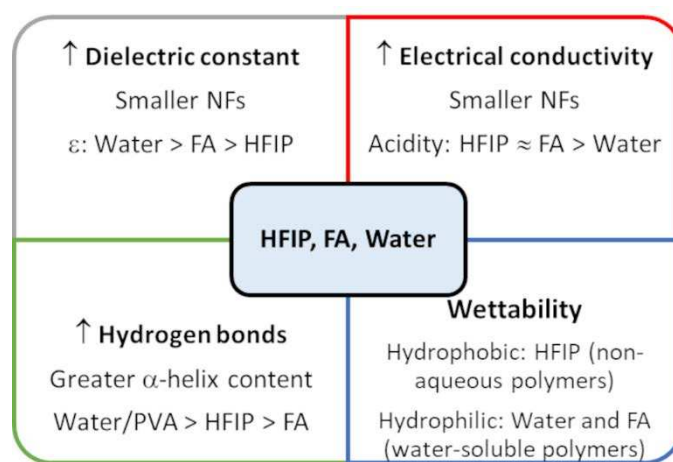 ↑ Dielectric constant
Smaller NFs
ε: Water > FA > HFIP
↑ Electrical conductivity
Smaller NFs
Acidity: HFIP ≈ FA > Water
HFIP, FA, Water
↑ Hydrogen bonds
Greater α-helix content
Water/PVA > HFIP > FA
Wettability
Hydrophobic: HFIP (non-
aqueous polymers)
Hydrophilic: Water and FA
(water-soluble polymers)